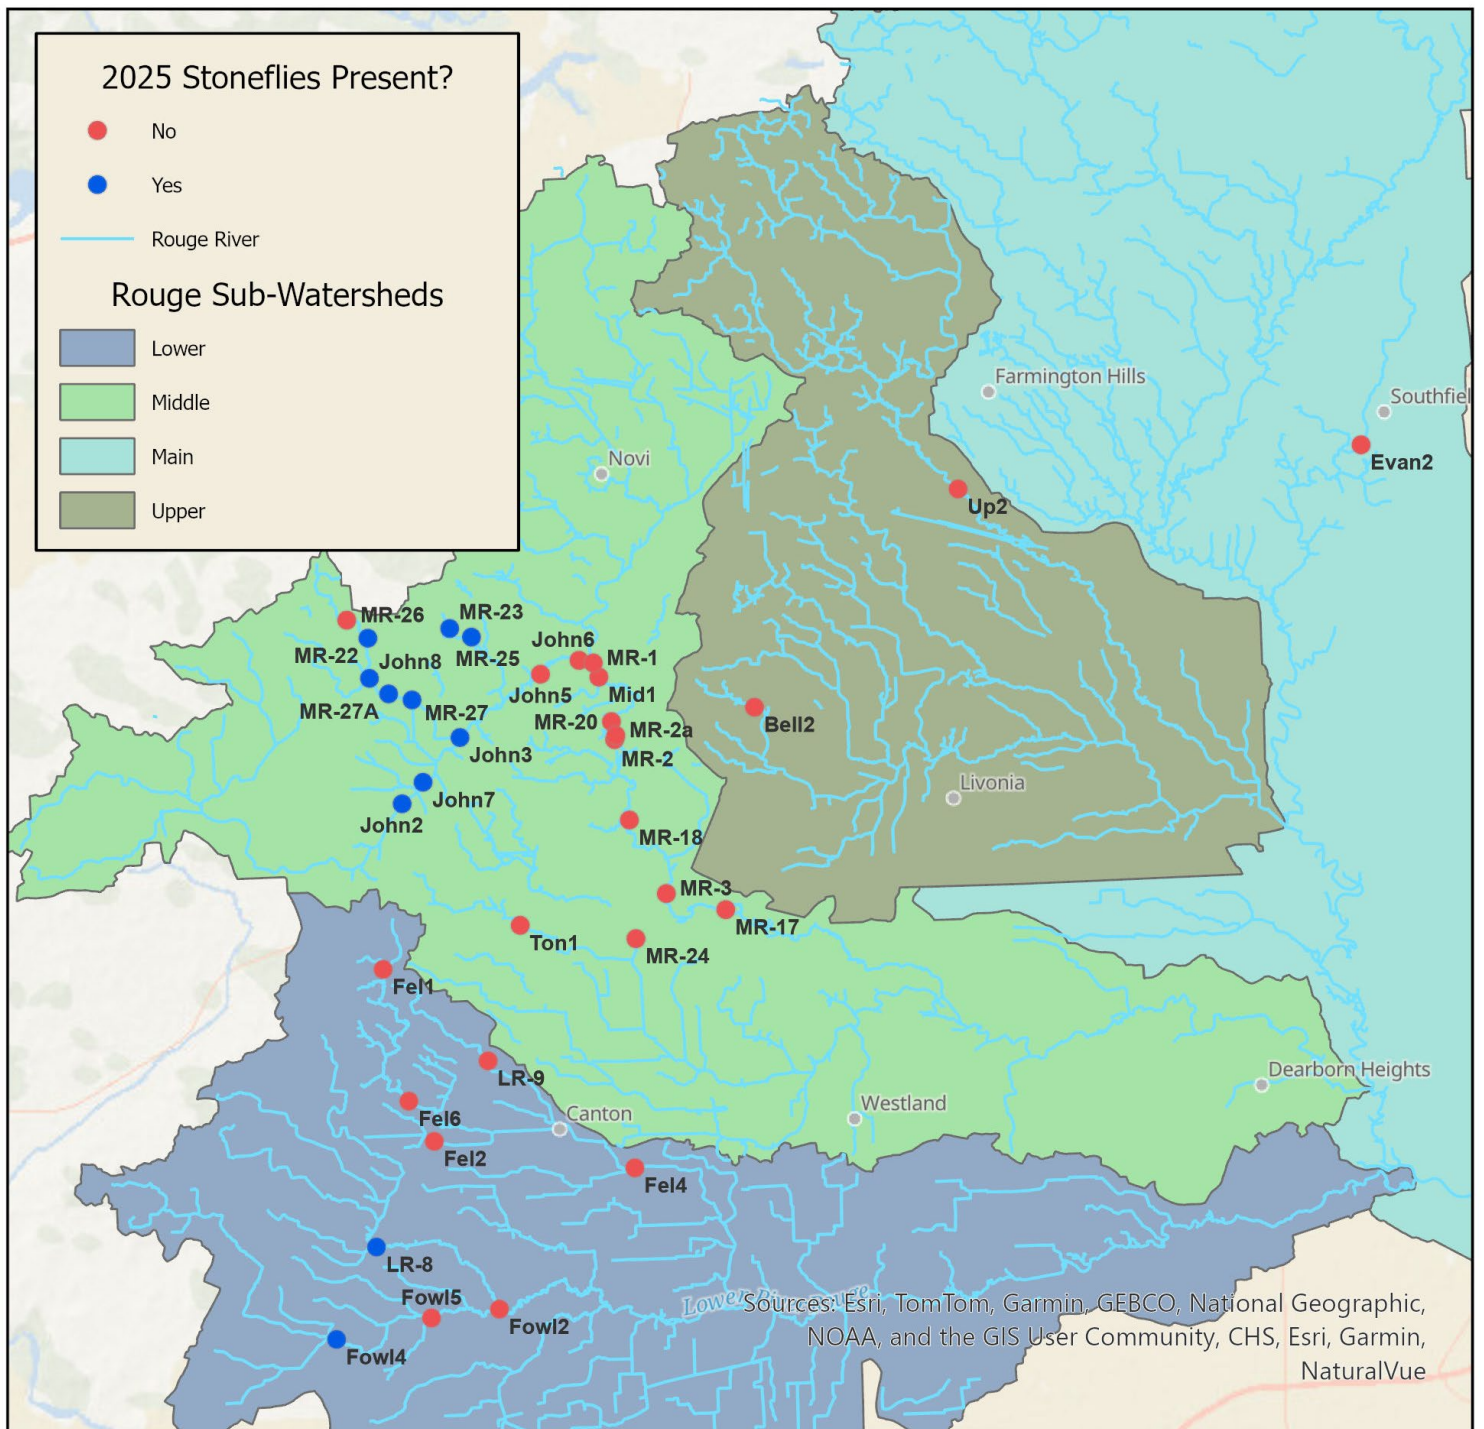 2025 Stoneflies Present?
No
Yes
Rouge River
Rouge Sub-Watersheds
Lower
Middle
Main
Upper
Farmington Hills
Southfiel
Novi
Evan2
Up2
MR-26
MR-23
MR-22
John8
MR-25
John6
MR-1
John5
Mid1
MR-27A
MR-27
MR-20
MR-2a
Bell2
John3
MR-2
Livonia
John7
John2
MR-18
MR-3
MR-17
Ton1
MR-24
Fel1
LR-9
Dearborn Heights
Fel6
Canton
Westland
Fel2
Fel4
LR-8
Fowl5
Lower River Rouge
Fowl2
Fowl4
Sources: Esri, TomTom, Garmin, GEBCO, National Geographic,
NOAA, and the GIS User Community, CHS, Esri, Garmin,
NaturalVue